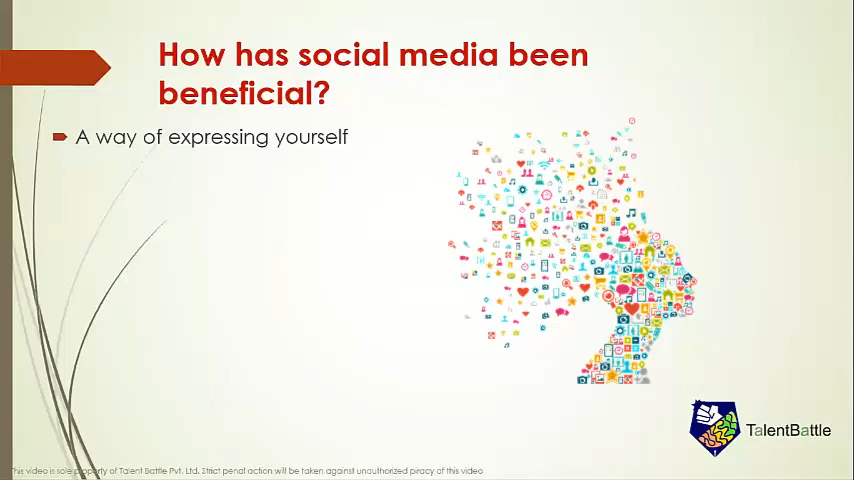 How has social media been
beneficial?
A way of expressing yourself
TalentBattle
This video is sole property of Talent Battle Pvt. Ltd. Strict penal action will be taken against unauthorized piracy of this video